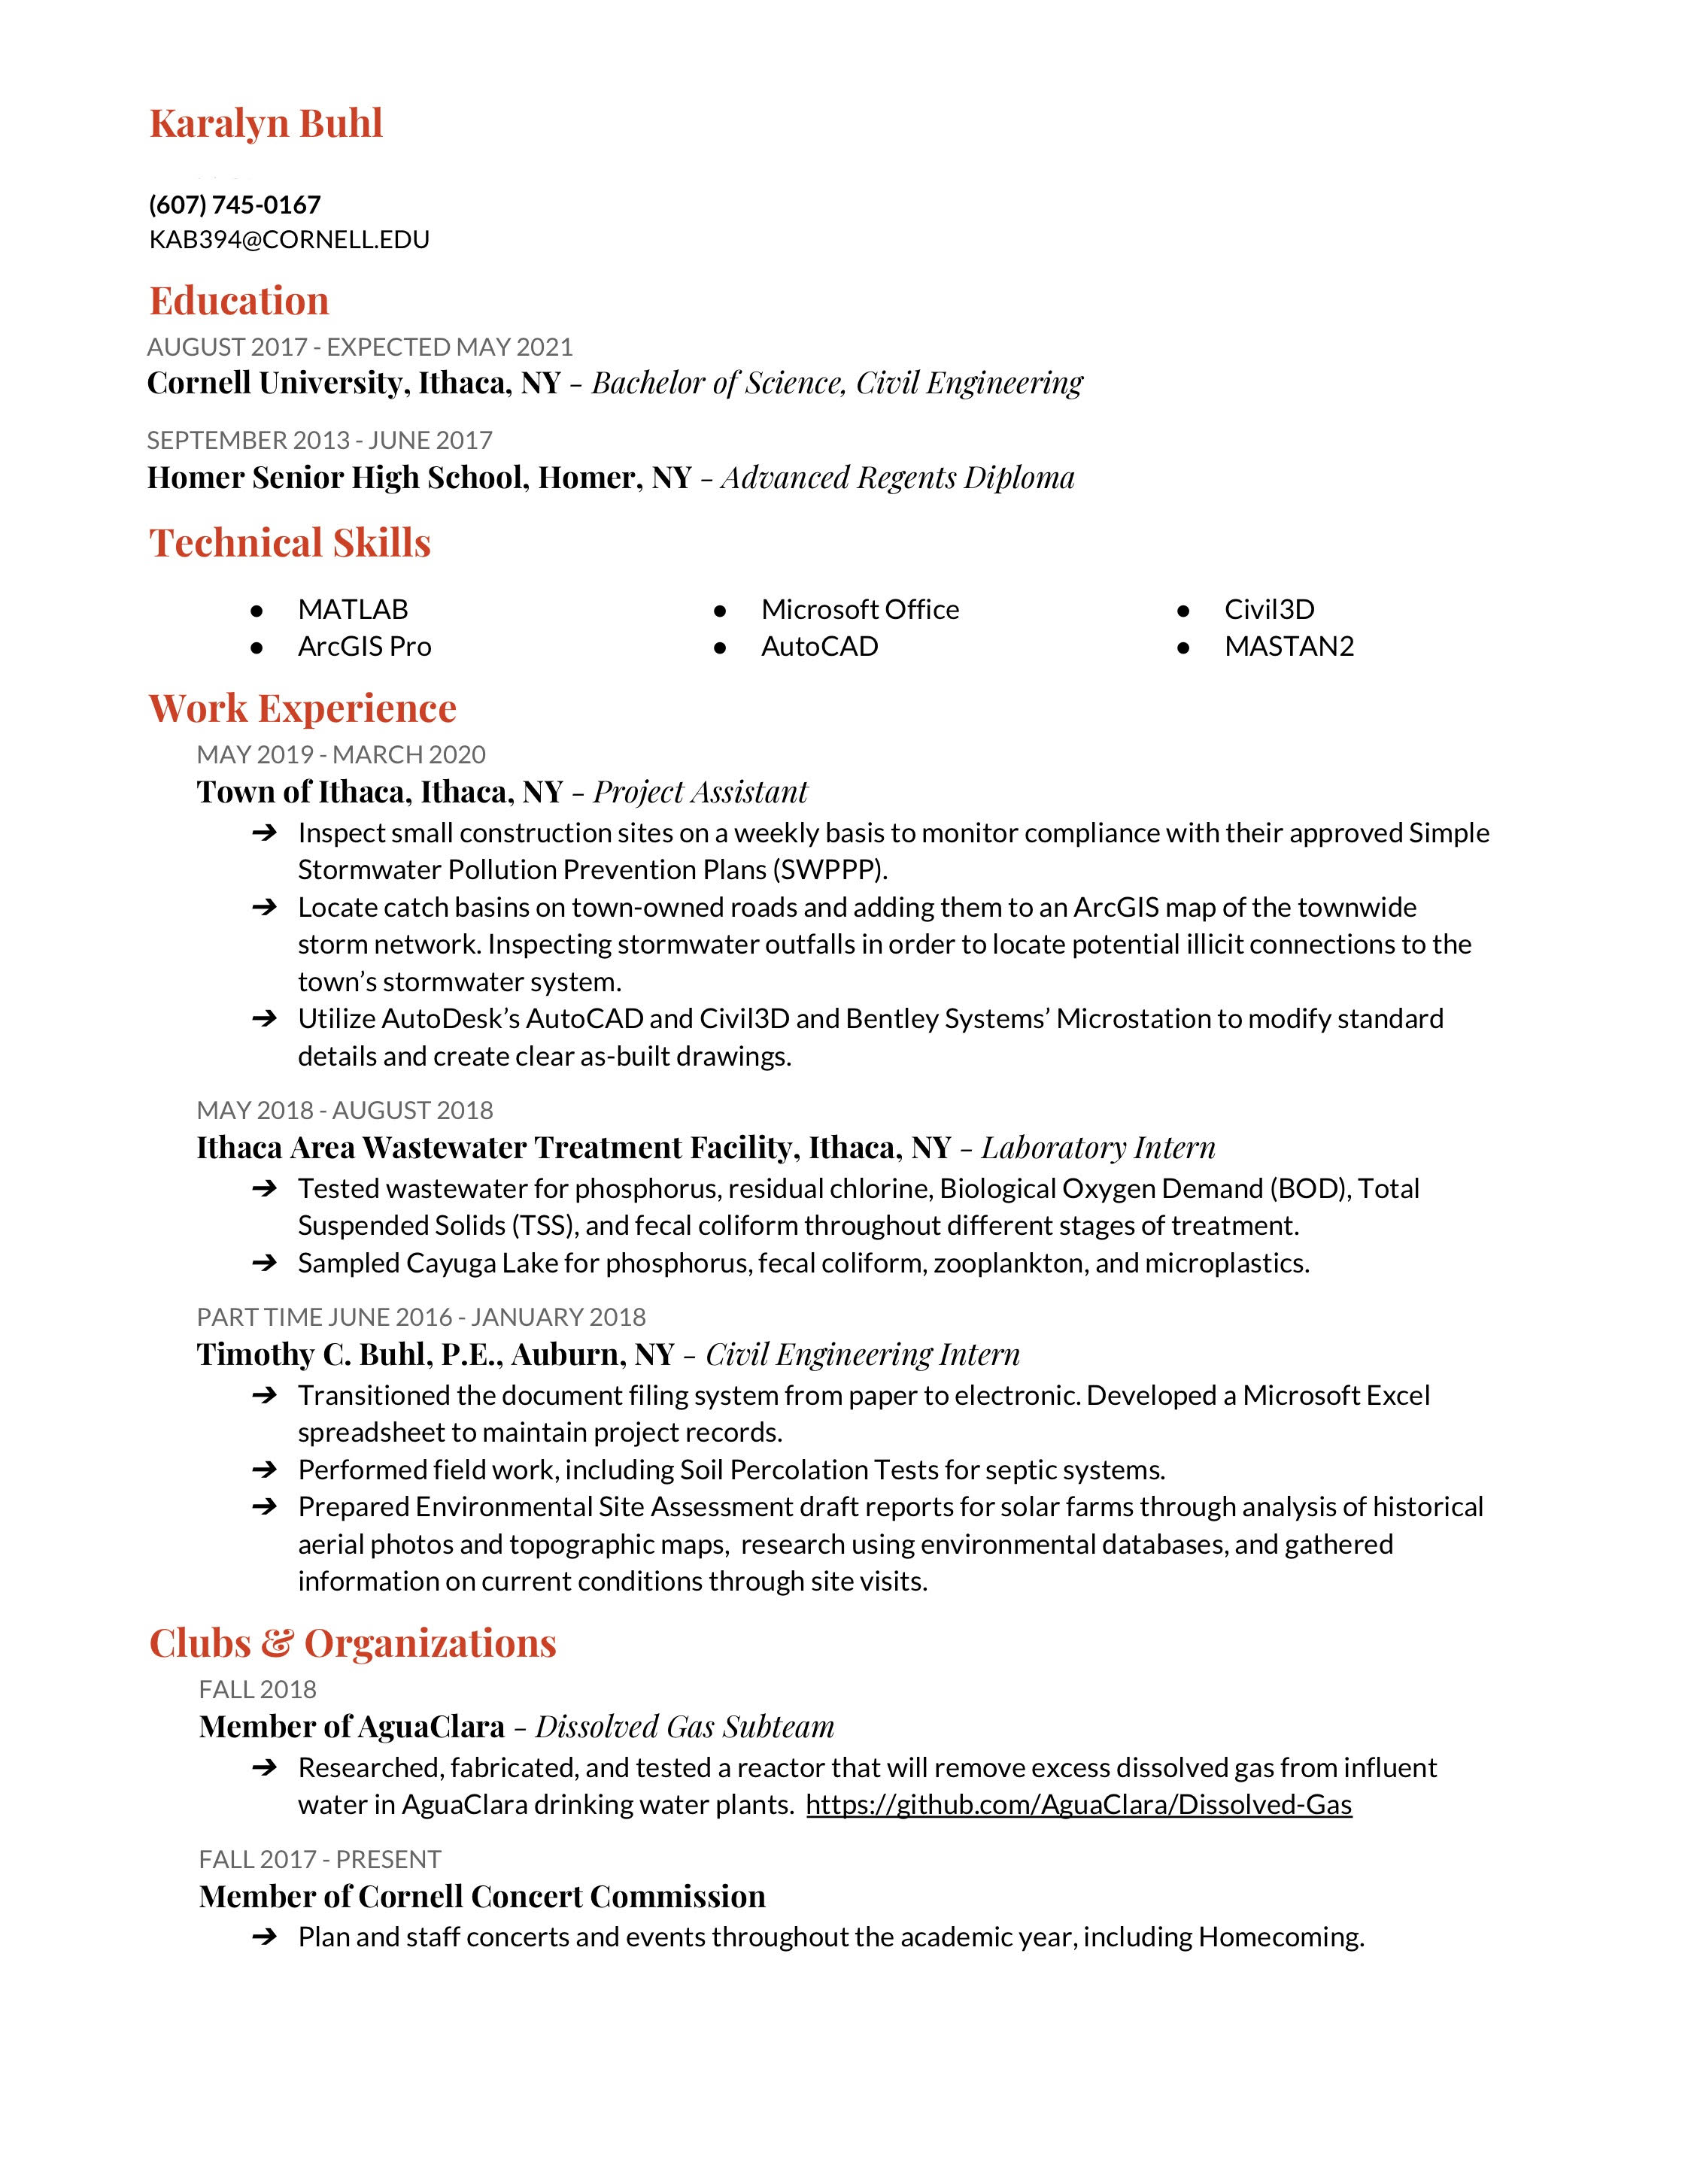 Karalyn Buhl
(607) 745-0167
KAB394@CORNELL.EDU
Education
AUGUST 2017 - EXPECTED MAY 2021
Cornell University, Ithaca, NY – Bachelor of Science, Civil Engineering
SEPTEMBER 2013 - JUNE 2017
Homer Senior High School, Homer, NY – Advanced Regents Diploma
Technical Skills
● MATLAB ● Microsoft Office ● Civil3D
● ArcGIS Pro ● AutoCAD ● MASTAN2
Work Experience
MAY 2019 - MARCH 2020
Town of Ithaca, Ithaca, NY – Project Assistant
➔ Inspect small construction sites on a weekly basis to monitor compliance with their approved Simple
Stormwater Pollution Prevention Plans (SWPPP).
➔ Locate catch basins on town-owned roads and adding them to an ArcGIS map of the townwide
storm network. Inspecting stormwater outfalls in order to locate potential illicit connections to the
town’s stormwater system.
➔ Utilize AutoDesk’s AutoCAD and Civil3D and Bentley Systems’ Microstation to modify standard
details and create clear as-built drawings.
MAY 2018 - AUGUST 2018
Ithaca Area Wastewater Treatment Facility, Ithaca, NY – Laboratory Intern
➔ Tested wastewater for phosphorus, residual chlorine, Biological Oxygen Demand (BOD), Total
Suspended Solids (TSS), and fecal coliform throughout different stages of treatment.
➔ Sampled Cayuga Lake for phosphorus, fecal coliform, zooplankton, and microplastics.
PART TIME JUNE 2016 - JANUARY 2018
Timothy C. Buhl, P.E., Auburn, NY – Civil Engineering Intern
➔ Transitioned the document filing system from paper to electronic. Developed a Microsoft Excel
spreadsheet to maintain project records.
➔ Performed field work, including Soil Percolation Tests for septic systems.
➔ Prepared Environmental Site Assessment draft reports for solar farms through analysis of historical
aerial photos and topographic maps,  research using environmental databases, and gathered
information on current conditions through site visits.
Clubs & Organizations
FALL 2018
Member of AguaClara – Dissolved Gas Subteam
➔ Researched, fabricated, and tested a reactor that will remove excess dissolved gas from influent
water in AguaClara drinking water plants.  https://github.com/AguaClara/Dissolved-Gas
FALL 2017 - PRESENT
Member of Cornell Concert Commission
➔ Plan and staff concerts and events throughout the academic year, including Homecoming.